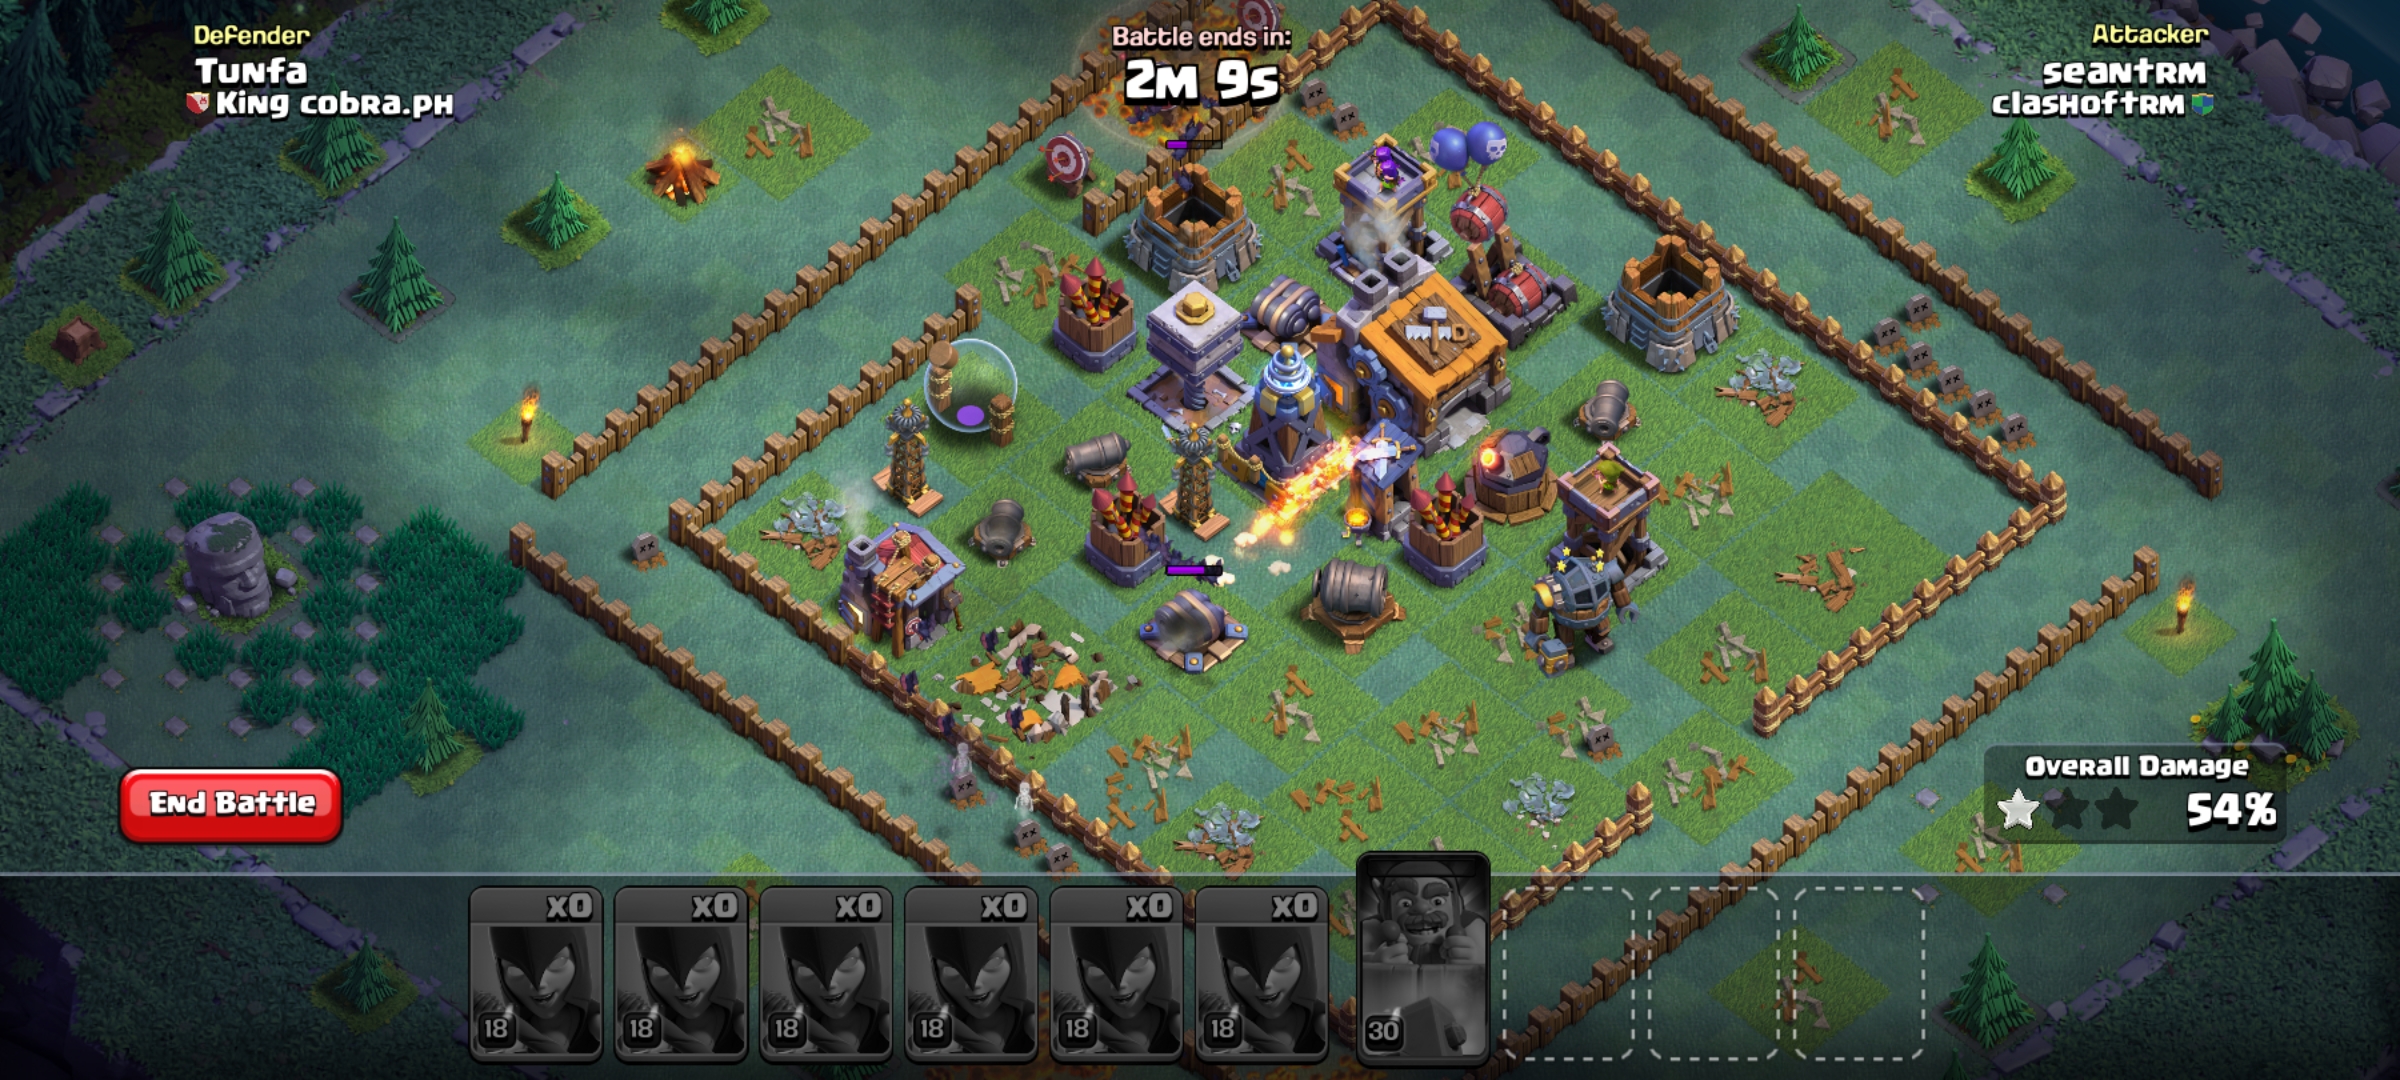 Defender
Tunfa
King cobra.PH
Battle ends in:
2M 9s
Attacker
seantRM
clashoftRM
End Battle
Overall Damage
54%
x0
x0
x0
x0
x0
x0
18
18
18
18
18
18
30